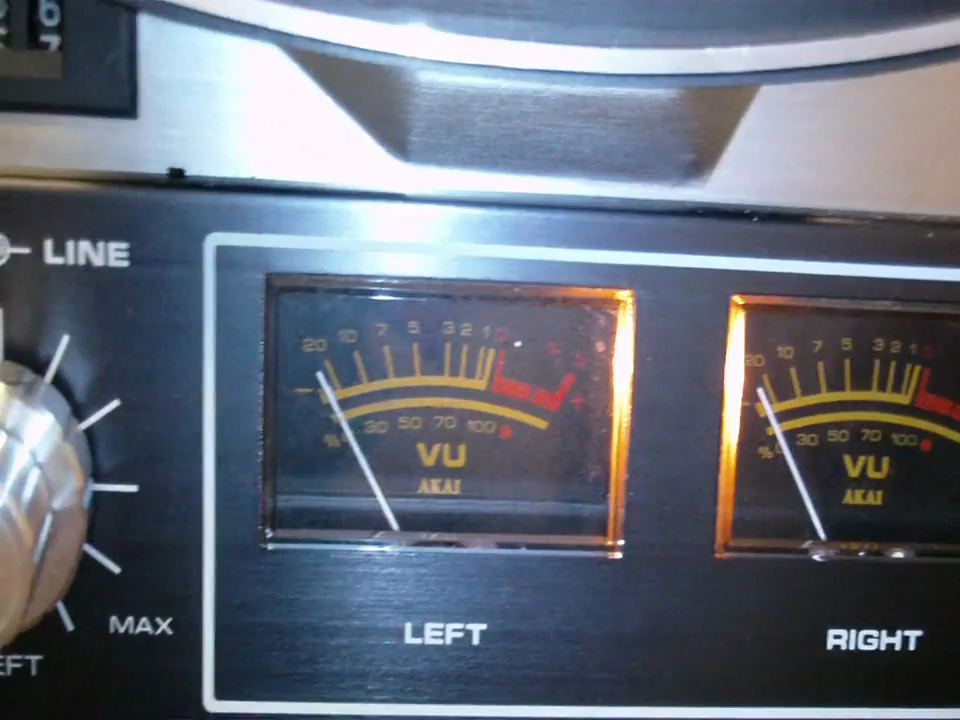 LINE
20 10 7 5 3 2 1 0
- +
% 30 50 70 100
VU
AKAI
LEFT
20 10 7 5 3 2 1
-
% 30 50 70 100
VU
AKAI
RIGHT
MAX